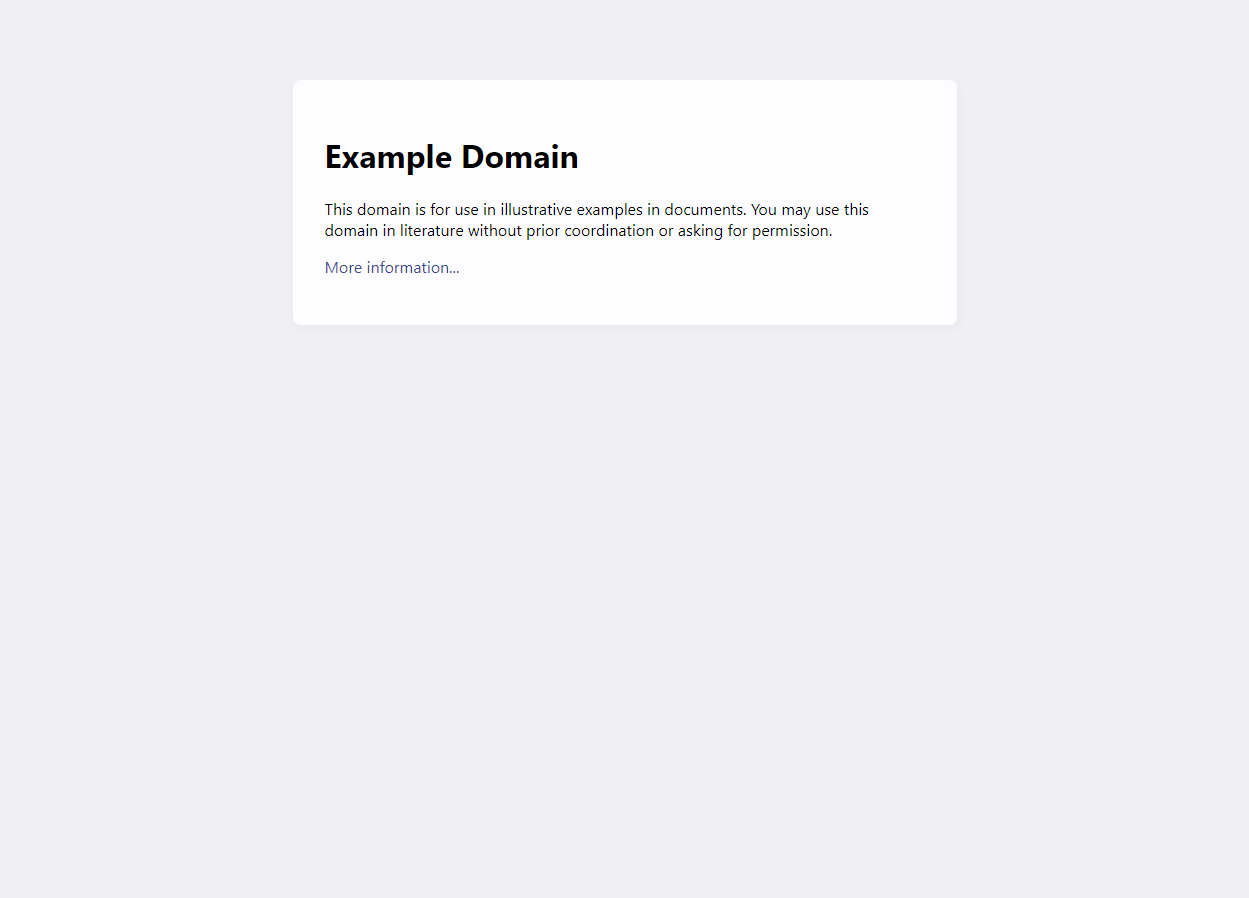 Example Domain
This domain is for use in illustrative examples in documents. You may use this
domain in literature without prior coordination or asking for permission.
More information...